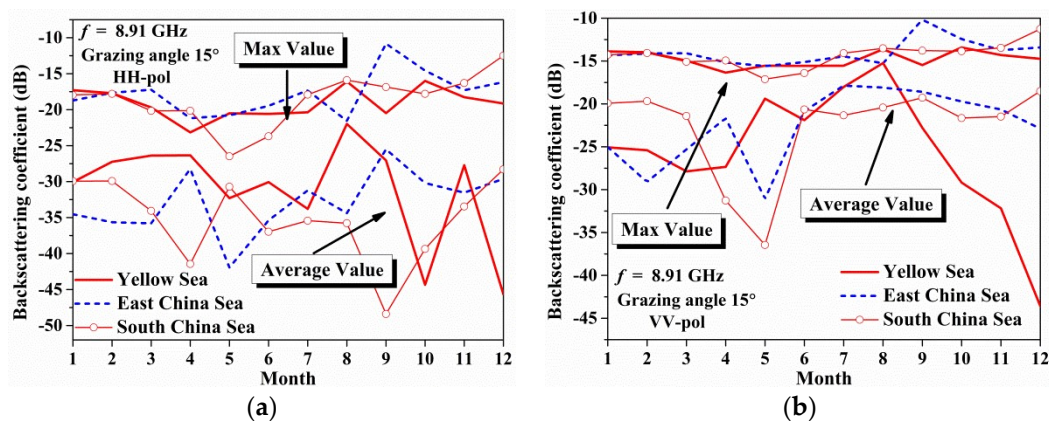 -10
-15
-20
-25
-30
-35
-40
-45
-50
Backscattering coefficient (dB)
f = 8.91 GHz
Grazing angle 15°
HH-pol
Max Value
Average Value
Yellow Sea
East China Sea
South China Sea
1 2 3 4 5 6 7 8 9 10 11 12
Month
(a)
-10
-15
-20
-25
-30
-35
-40
-45
Backscattering coefficient (dB)
Max Value
Average Value
f = 8.91 GHz
Grazing angle 15°
VV-pol
Yellow Sea
East China Sea
South China Sea
1 2 3 4 5 6 7 8 9 10 11 12
Month
(b)